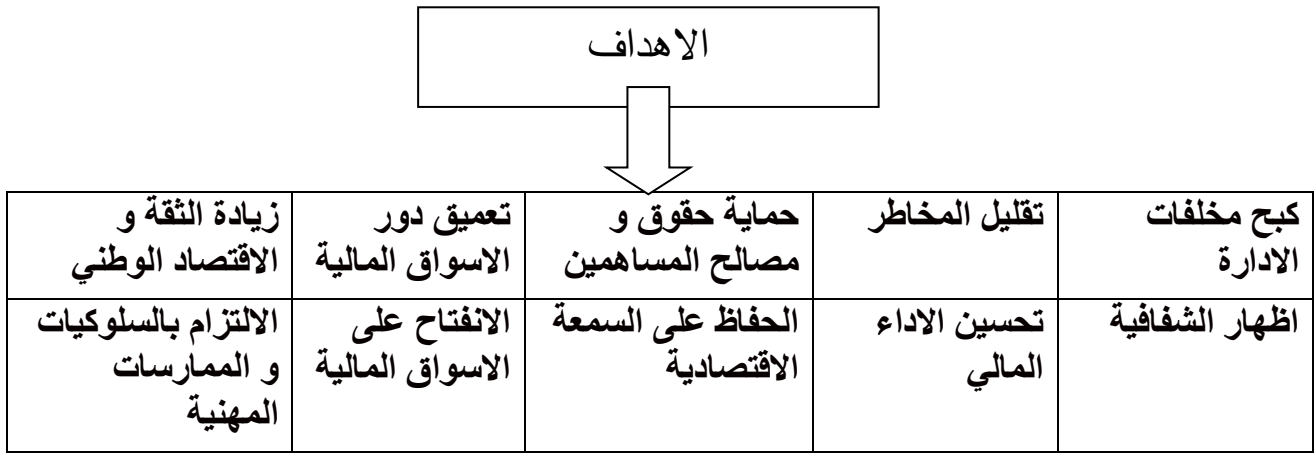 الاهداف
كبح مخلفات
الادارة
تقليل المخاطر
حماية حقوق و
مصالح المساهمين
تعميق دور
الاسواق المالية
زيادة الثقة و
الاقتصاد الوطني
اظهار الشفافية
تحسين الاداء
المالي
الحفاظ على السمعة
الاقتصادية
الانفتاح على
الاسواق المالية
الالتزام بالسلوكيات
و الممارسات
المهنية